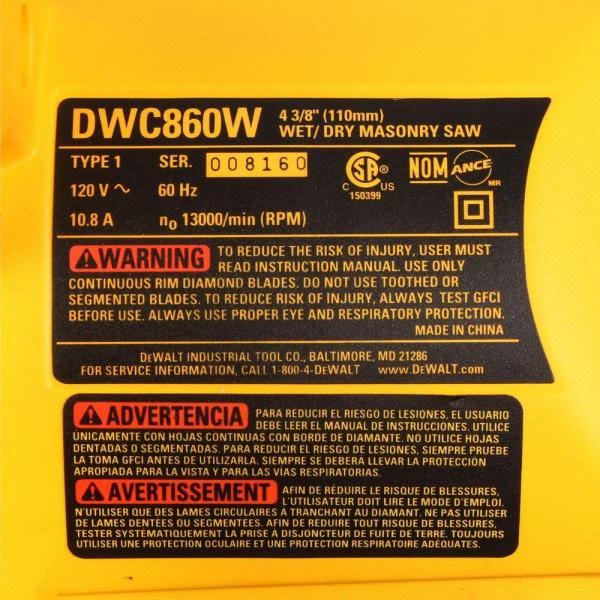 DWC860W 4 3/8" (110mm)
WET/ DRY MASONRY SAW
TYPE 1 SER. 008160
120 V ~ 60 Hz
10.8 A n₀ 13000/min (RPM)
CSA ® C US
150399
NOM ANCE MR
WARNING TO REDUCE THE RISK OF INJURY, USER MUST
READ INSTRUCTION MANUAL. USE ONLY
CONTINUOUS RIM DIAMOND BLADES. DO NOT USE TOOTHED OR
SEGMENTED BLADES. TO REDUCE RISK OF INJURY, ALWAYS TEST GFCI
BEFORE USE. ALWAYS USE PROPER EYE AND RESPIRATORY PROTECTION.
MADE IN CHINA
DEWALT INDUSTRIAL TOOL CO., BALTIMORE, MD 21286
FOR SERVICE INFORMATION, CALL 1-800-4-DEWALT www.DEWALT.com
ADVERTENCIA PARA REDUCIR EL RIESGO DE LESIONES, EL USUARIO
DEBE LEER EL MANUAL DE INSTRUCCIONES. UTILICE
ÚNICAMENTE CON HOJAS CONTINUAS CON BORDE DE DIAMANTE. NO UTILICE HOJAS
DENTADAS O SEGMENTADAS. PARA REDUCIR EL RIESGO DE LESIONES, SIEMPRE PRUEBE
LA TOMA GFCI ANTES DE UTILIZARLA. SIEMPRE SE DEBERA LLEVAR LA PROTECCIÓN
APROPIADA PARA LA VISTA Y PARA LAS VIAS RESPIRATORIAS.
AVERTISSEMENT AFIN DE RÉDUIRE LE RISQUE DE BLESSURES,
L'UTILISATEUR DOIT LIRE LE MODE D'EMPLOI.
N'UTILISER QUE DES LAMES CIRCULAIRES À TRANCHANT AU DIAMANT. NE PAS UTILISER
DE LAMES DENTÉES OU SEGMENTÉES. AFIN DE RÉDUIRE TOUT RISQUE DE BLESSURES,
TESTER SYSTÉMATIQUEMENT LA PRISE À DISJONCTEUR DE FUITE DE TERRE. TOUJOURS
UTILISER UNE PROTECTION OCULAIRE ET UNE PROTECTION RESPIRATOIRE ADÉQUATES.